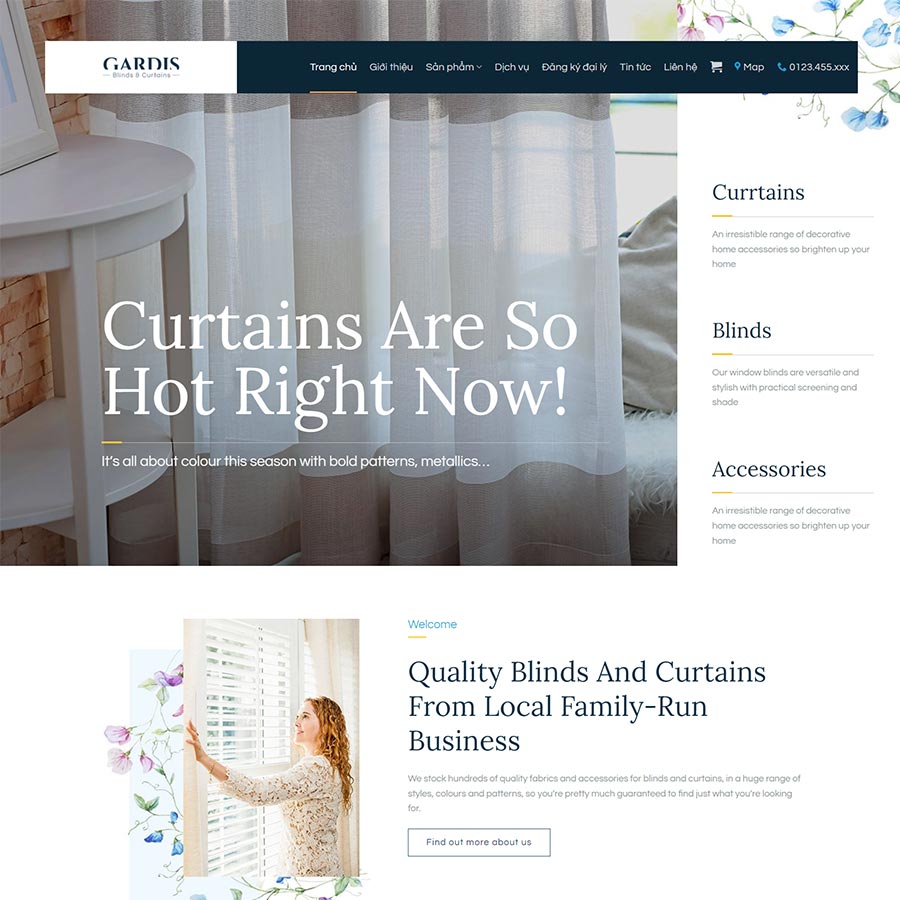 GARDIS
Blinds & Curtains
Trang chủ Giới thiệu Sản phẩm Dịch vụ Đăng ký đại lý Tin tức Liên hệ Map 0123.455.xxx
Curtains Are So
Hot Right Now!
It's all about colour this season with bold patterns, metallics...
Currtains
An irresistible range of decorative
home accessories so brighten up your
home
Blinds
Our window blinds are versatile and
stylish with practical screening and
shade
Accessories
An irresistible range of decorative
home accessories so brighten up your
home
Welcome
Quality Blinds And Curtains
From Local Family-Run
Business
We stock hundreds of quality fabrics and accessories for blinds and curtains, in a huge range of
styles, colours and patterns, so you're pretty much guaranteed to find just what you're looking
for.
Find out more about us